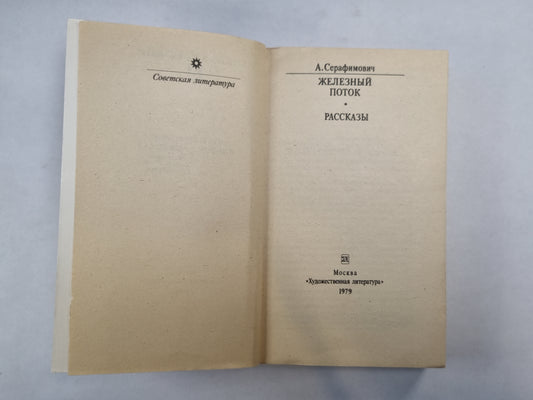 Советская литература
А. Серафимович
ЖЕЛЕЗНЫЙ
ПОТОК
•
РАССКАЗЫ
Москва
«Художественная литература»
1979